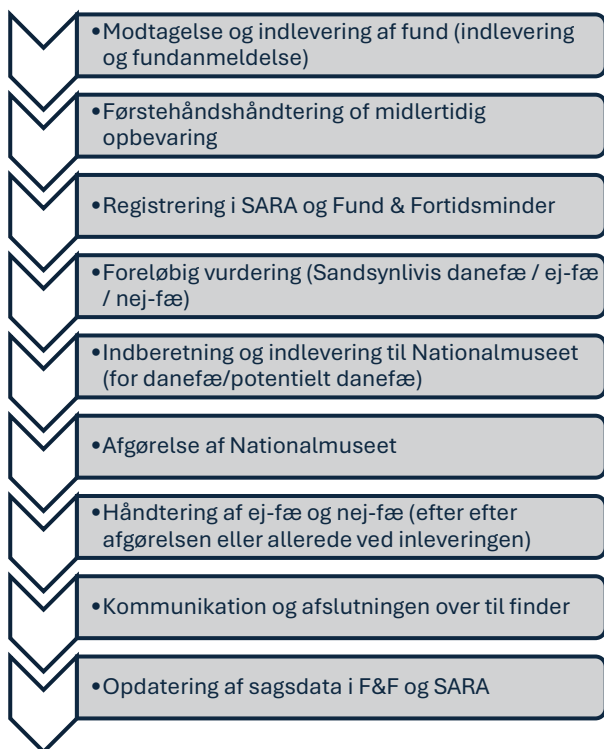 •Modtagelse og indlevering af fund (indlevering
og fundanmeldelse)
•Førstehåndshåndtering of midlertidig
opbevaring
•Registrering i SARA og Fund & Fortidsminder
•Foreløbig vurdering (Sandsynlivis danefæ / ej-fæ
/ nej-fæ)
•Indberetning og indlevering til Nationalmuseet
(for danefæ/potentielt danefæ)
•Afgørelse af Nationalmuseet
•Håndtering af ej-fæ og nej-fæ (efter efter
afgørelsen eller allerede ved inleveringen)
•Kommunikation og afslutningen over til finder
•Opdatering af sagsdata i F&F og SARA